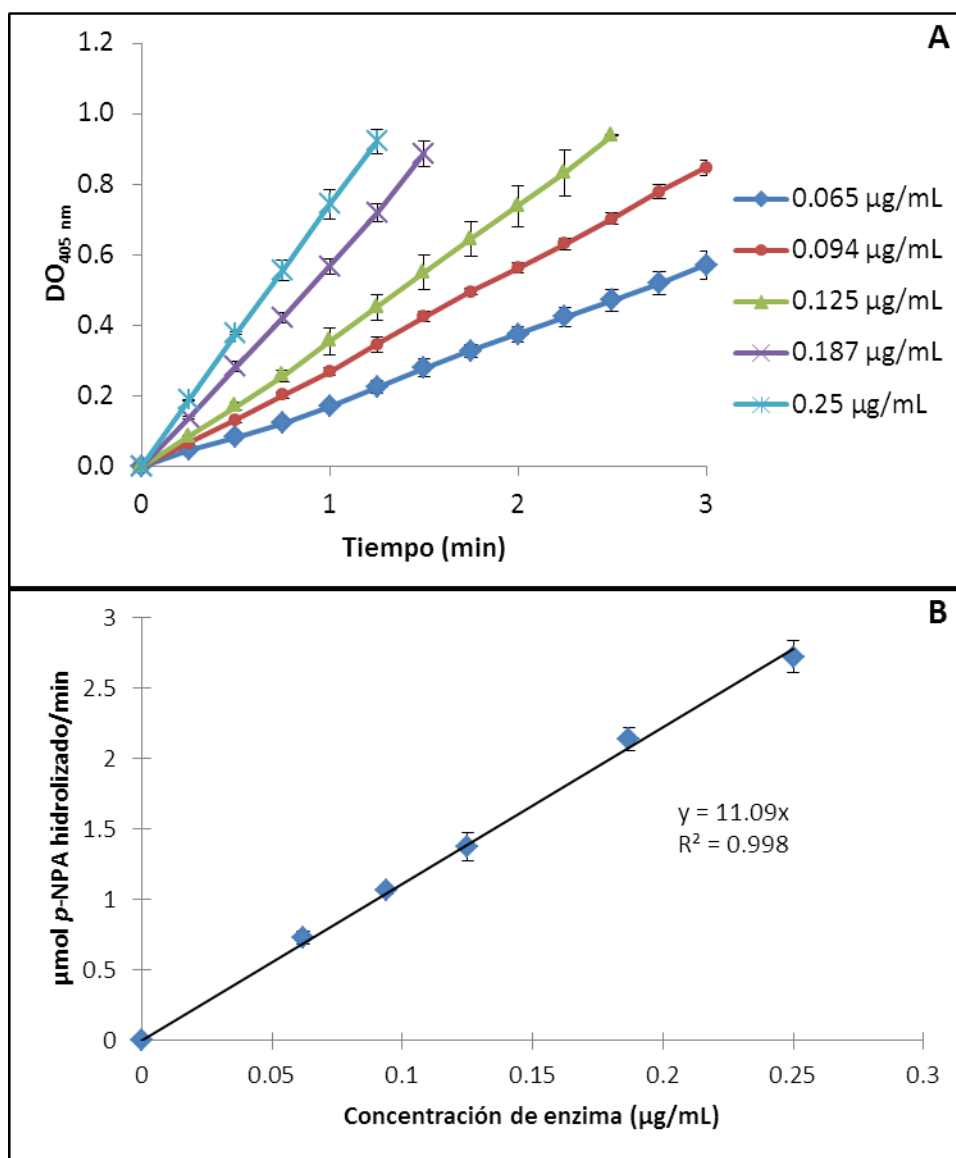 A
1.2
1.0
0.8
0.6
0.4
0.2
0.0
DO405 nm
0 1 2 3
Tiempo (min)
0.065 µg/mL
0.094 µg/mL
0.125 µg/mL
0.187 µg/mL
0.25 µg/mL
B
3
2.5
2
1.5
1
0.5
0
µmol p-NPA hidrolizado/min
y = 11.09x
R² = 0.998
0 0.05 0.1 0.15 0.2 0.25 0.3
Concentración de enzima (µg/mL)